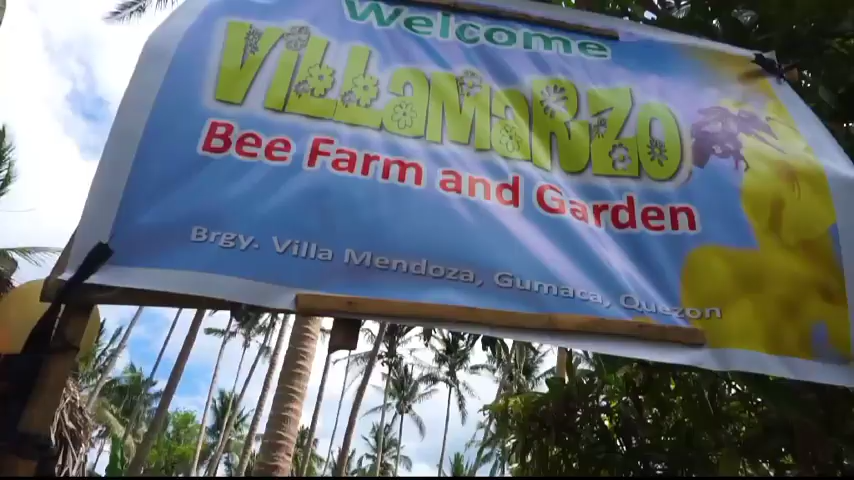 Welcome
VILLAMARZO
Bee Farm and Garden
Brgy. Villa Mendoza, Gumaca, Quezon